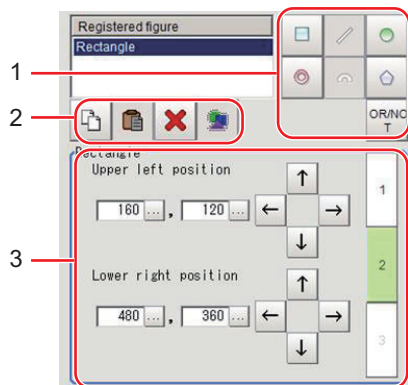 Registered figure
Rectangle
1
2
OR/NO
T
Rectangle
Upper left position
160 ... , 120 ... ← ↑ → ↓
1
2
3
Lower right position
480 ... , 360 ... ← ↑ → ↓
3